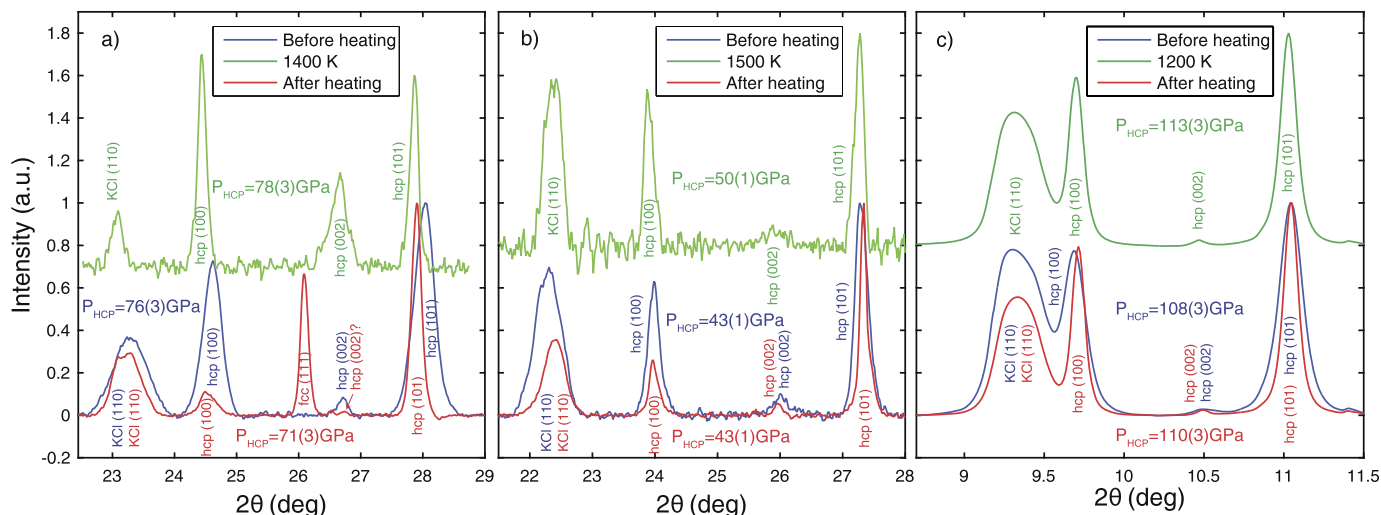 Intensity (a.u.)
1.8
1.6
1.4
1.2
1
0.8
0.6
0.4
0.2
0
-0.2
a)
Before heating
1400 K
After heating
KCl (110)
hcp (100)
P_HCP=78(3)GPa
hcp (002)
hcp (101)
P_HCP=76(3)GPa
hcp (100)
hcp (002)
hcp (002)?
hcp (101)
fcc (111)
KCl (110)
KCl (110)
hcp (100)
P_HCP=71(3)GPa
hcp (101)
23
24
25
26
27
28
29
2θ (deg)
b)
Before heating
1500 K
After heating
KCl (110)
hcp (100)
P_HCP=50(1)GPa
hcp (002)
hcp (101)
hcp (100)
P_HCP=43(1)GPa
hcp (101)
hcp (002)
hcp (002)
KCl (110)
KCl (110)
hcp (100)
P_HCP=43(1)GPa
hcp (101)
22
23
24
25
26
27
28
2θ (deg)
c)
Before heating
1200 K
After heating
P_HCP=113(3)GPa
KCl (110)
hcp (100)
hcp (002)
hcp (101)
hcp (100)
P_HCP=108(3)GPa
KCl (110)
KCl (110)
hcp (100)
hcp (002)
hcp (002)
hcp (101)
hcp (101)
P_HCP=110(3)GPa
9
9.5
10
10.5
11
11.5
2θ (deg)